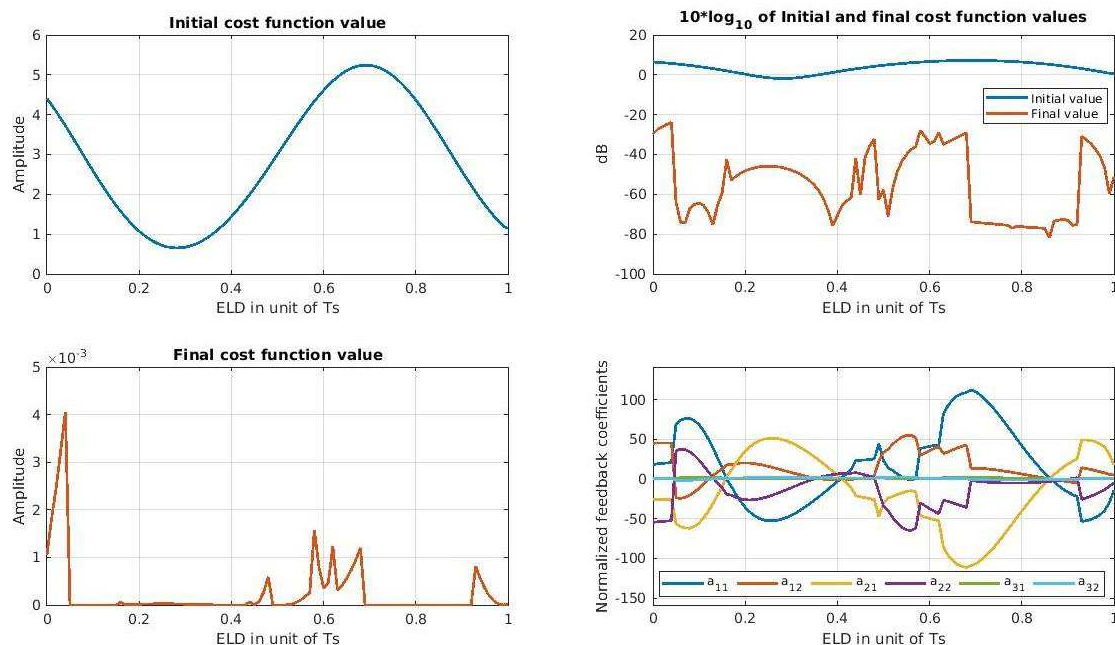 Initial cost function value
6
5
4
3
2
1
0
Amplitude
0 0.2 0.4 0.6 0.8 1
ELD in unit of Ts
10*log10 of Initial and final cost function values
20
0
-20
-40
-60
-80
-100
dB
Initial value
Final value
0 0.2 0.4 0.6 0.8 1
ELD in unit of Ts
Final cost function value
×10-3
5
4
3
2
1
0
Amplitude
0 0.2 0.4 0.6 0.8 1
ELD in unit of Ts
Normalized feedback coefficients
100
50
0
-50
-100
-150
a11 a12 a21 a22 a31 a32
0 0.2 0.4 0.6 0.8 1
ELD in unit of Ts